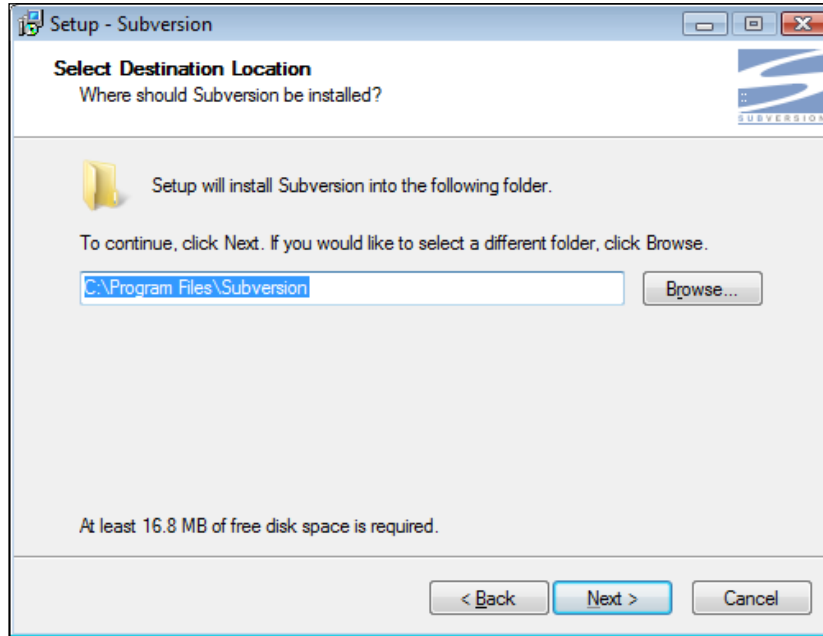 Setup - Subversion
Select Destination Location
Where should Subversion be installed?
SUBVERSION
Setup will install Subversion into the following folder.
To continue, click Next. If you would like to select a different folder, click Browse.
C:\Program Files\Subversion
Browse...
At least 16.8 MB of free disk space is required.
< Back Next > Cancel